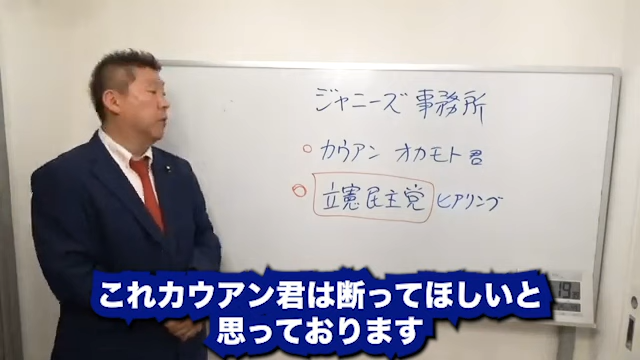 ジャニーズ事務所
○ カウアン オカモト君
◎ 立憲民主党 ヒアリング
19
これカウアン君は断ってほしいと
思っております